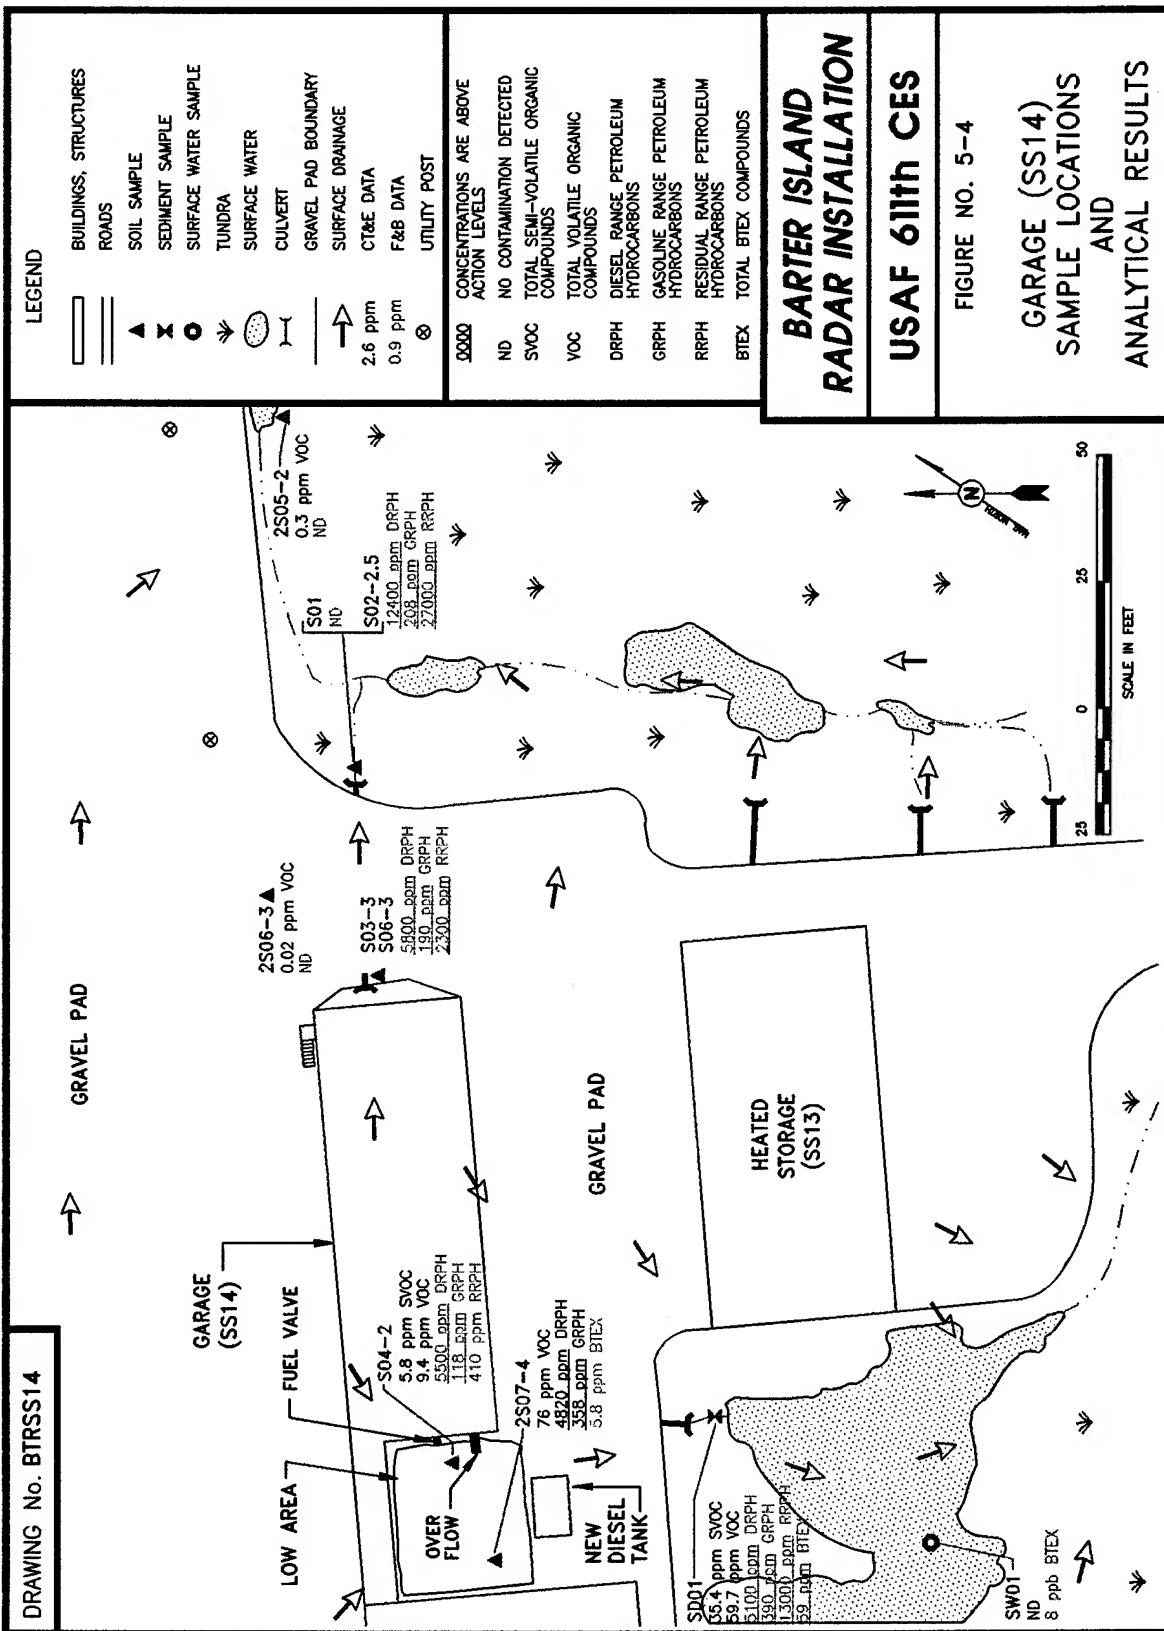 DRAWING No. BTRSS14
GRAVEL PAD
GARAGE
(SS14)
FUEL VALVE
LOW AREA
S04-2
5.8 ppm SVOC
9.4 ppm VOC
5500 ppm DRPH
118 ppm GRPH
410 ppm RRPH
OVER
FLOW
2S07-4
76 ppm VOC
4820 ppm DRPH
358 ppm GRPH
5.8 ppm BTEX
NEW
DIESEL
TANK
2S06-3
0.02 ppm VOC
ND
S03-3
S06-3
5800 ppm DRPH
190 ppm GRPH
2300 ppm RRPH
2S05-2
0.3 ppm VOC
ND
S01
ND
S02-2.5
12400 ppm DRPH
208 ppm GRPH
27000 ppm RRPH
GRAVEL PAD
HEATED
STORAGE
(SS13)
SD01
35.4 ppm SVOC
59.7 ppm VOC
5100 ppm DRPH
390 ppm GRPH
13000 ppm RRPH
59 ppm BTEX
SW01
ND
8 ppb BTEX
N
25 0 25 50
SCALE IN FEET
LEGEND
BUILDINGS, STRUCTURES
ROADS
SOIL SAMPLE
SEDIMENT SAMPLE
SURFACE WATER SAMPLE
TUNDRA
SURFACE WATER
CULVERT
GRAVEL PAD BOUNDARY
SURFACE DRAINAGE
2.6 ppm CT&E DATA
0.9 ppm F&B DATA
UTILITY POST
0000 CONCENTRATIONS ARE ABOVE
ACTION LEVELS
ND NO CONTAMINATION DETECTED
SVOC TOTAL SEMI-VOLATILE ORGANIC
COMPOUNDS
VOC TOTAL VOLATILE ORGANIC
COMPOUNDS
DRPH DIESEL RANGE PETROLEUM
HYDROCARBONS
GRPH GASOLINE RANGE PETROLEUM
HYDROCARBONS
RRPH RESIDUAL RANGE PETROLEUM
HYDROCARBONS
BTEX TOTAL BTEX COMPOUNDS
BARTER ISLAND
RADAR INSTALLATION
USAF 611th CES
FIGURE NO. 5-4
GARAGE (SS14)
SAMPLE LOCATIONS
AND
ANALYTICAL RESULTS